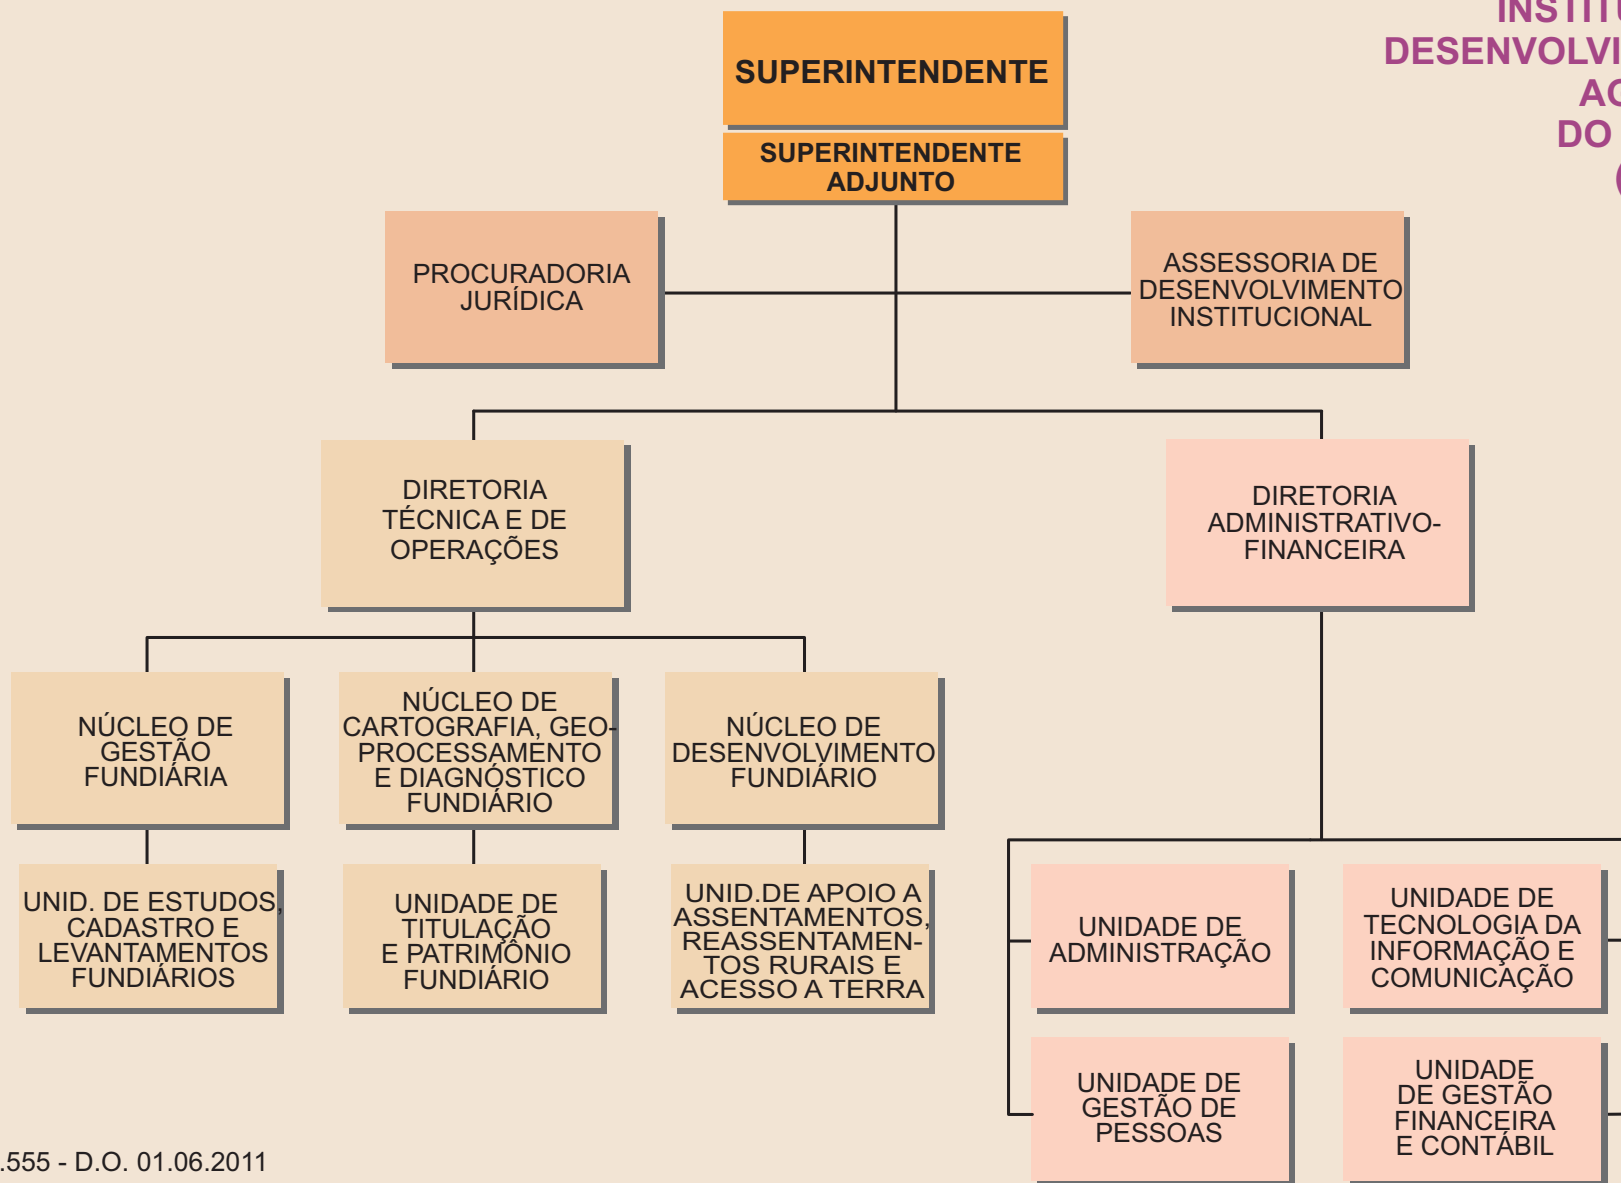 SUPERINTENDENTE
SUPERINTENDENTE
ADJUNTO
DO
PROCURADORIA
JURÍDICA
ASSESSORIA DE
DESENVOLVIMENTO
INSTITUCIONAL
DIRETORIA
TÉCNICA E DE
OPERAÇÕES
DIRETORIA
ADMINISTRATIVO-
FINANCEIRA
NÚCLEO DE
GESTÃO
FUNDIÁRIA
NÚCLEO DE
CARTOGRAFIA, GEO-
PROCESSAMENTO
E DIAGNÓSTICO
FUNDIÁRIO
NÚCLEO DE
DESENVOLVIMENTO
FUNDIÁRIO
UNID. DE ESTUDOS,
CADASTRO E
LEVANTAMENTOS
FUNDIÁRIOS
UNIDADE DE
TITULAÇÃO
E PATRIMÔNIO
FUNDIÁRIO
UNID.DE APOIO A
ASSENTAMENTOS,
REASSENTAMEN-
TOS RURAIS E
ACESSO A TERRA
UNIDADE DE
ADMINISTRAÇÃO
UNIDADE DE
TECNOLOGIA DA
INFORMAÇÃO E
COMUNICAÇÃO
UNIDADE DE
GESTÃO DE
PESSOAS
UNIDADE
DE GESTÃO
FINANCEIRA
E CONTÁBIL
.555 - D.O. 01.06.2011